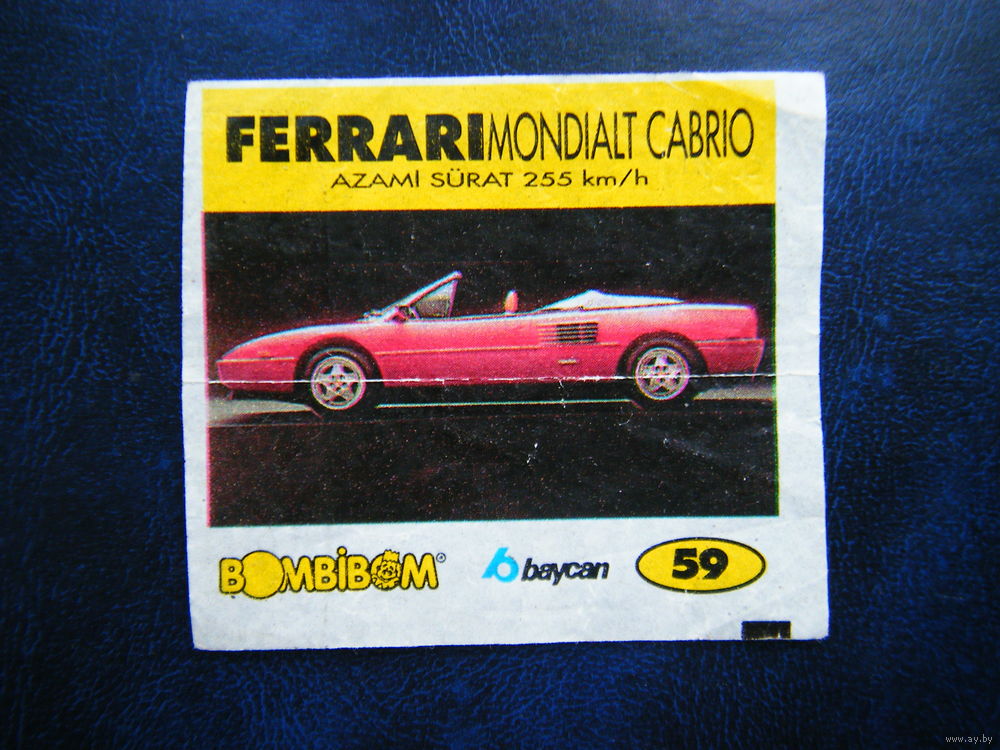 FERRARI MONDIALT CABRIO
AZAMİ SÜRAT 255 km/h
BOMBİBOM®
baycan
59
www.ay.by